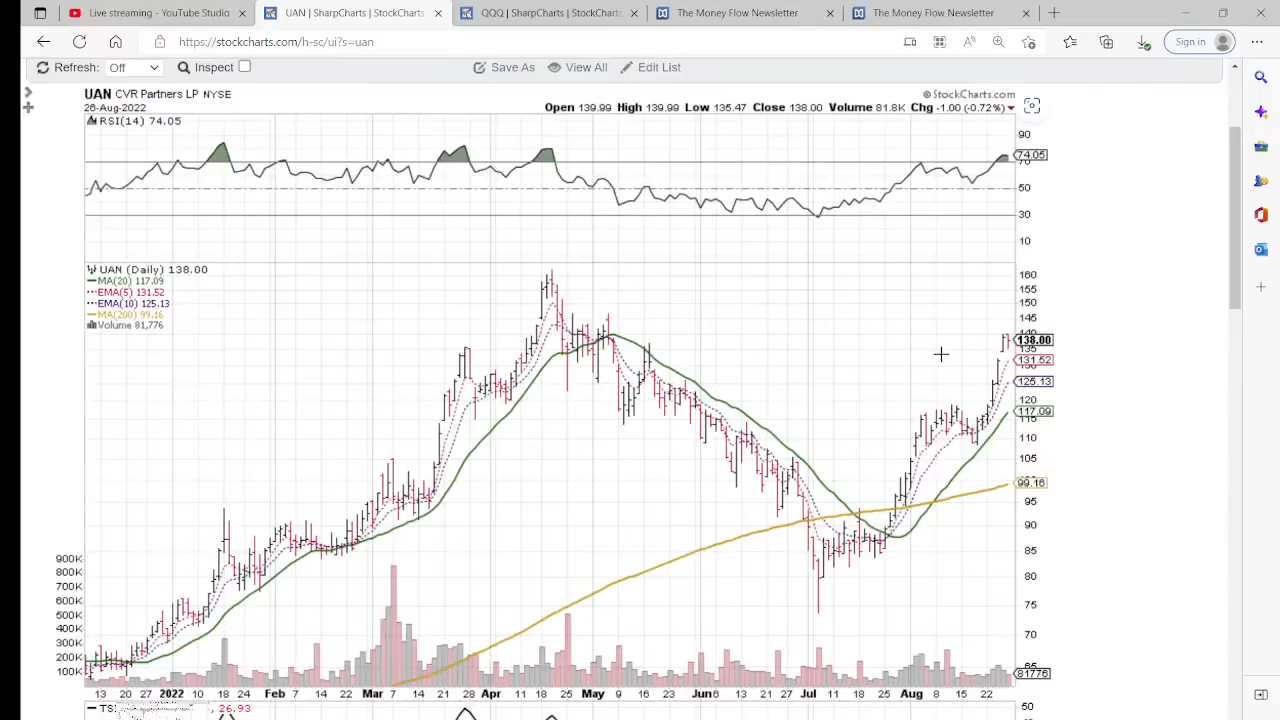 Live streaming - YouTube Studio UAN | SharpCharts | StockCharts. QQQ | SharpCharts | StockCharts. The Money Flow Newsletter The Money Flow Newsletter
https://stockcharts.com/h-sc/ui?s=uan Sign in
Refresh: Off Inspect Save As View All Edit List
UAN CVR Partners LP NYSE ©StockCharts.com
26-Aug-2022 Open 139.99 High 139.99 Low 135.47 Close 138.00 Volume 81.8K Chg -1.00 (-0.72%)
RSI(14) 74.05
90
74.05
70
50
30
10
UAN (Daily) 138.00
MA(20) 117.09
EMA(5) 131.52
EMA(10) 125.13
MA(200) 99.16
Volume 81,776
160
155
150
145
140
138.00
135
131.52
130
125.13
120
117.09
115
110
105
99.16
95
90
85
80
75
70
65
900K
800K
700K
600K
500K
400K
300K
200K
100K
81776
13 20 27 2022 10 18 24 Feb 7 14 22 Mar 7 14 21 28 Apr 11 18 25 May 9 16 23 Jun 6 13 21 27 Jul 11 18 25 Aug 8 15 22
26.93
50